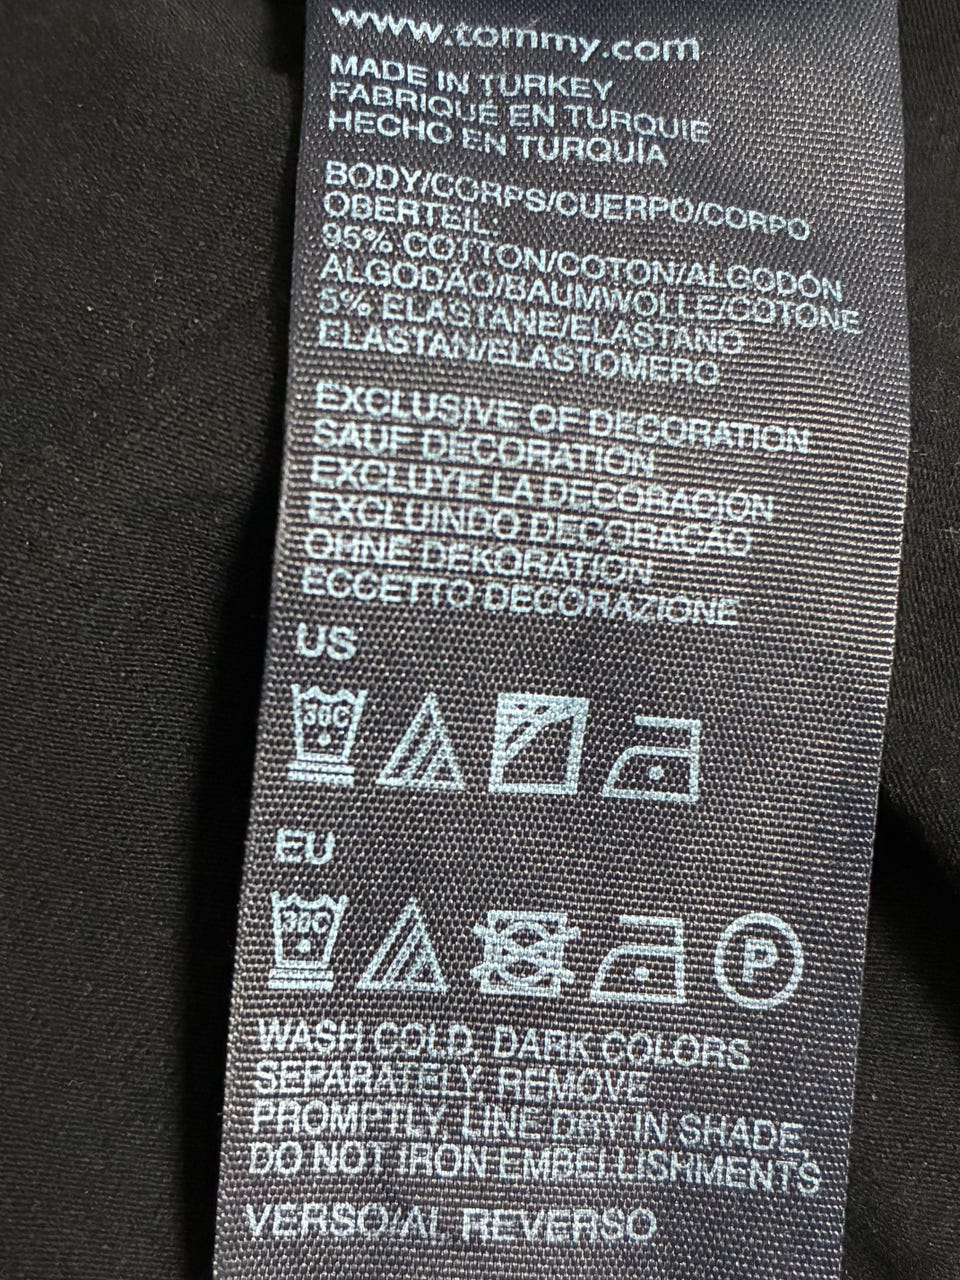 www.tommy.com
MADE IN TURKEY
FABRIQUÉ EN TURQUIE
HECHO EN TURQUÍA
BODY/CORPS/CUERPO/CORPO
OBERTEIL:
95% COTTON/COTON/ALGODÓN
ALGODÃO/BAUMWOLLE/COTONE
5% ELASTANE/ELASTANO
ELASTAN/ELASTOMERO
EXCLUSIVE OF DECORATION
SAUF DÉCORATION
EXCLUYE LA DECORACIÓN
EXCLUINDO DECORAÇÃO
OHNE DEKORATION
ECCETTO DECORAZIONE
US
30C
EU
30C P
WASH COLD, DARK COLORS
SEPARATELY, REMOVE
PROMPTLY, LINE DRY IN SHADE,
DO NOT IRON EMBELLISHMENTS
VERSO/AL REVERSO